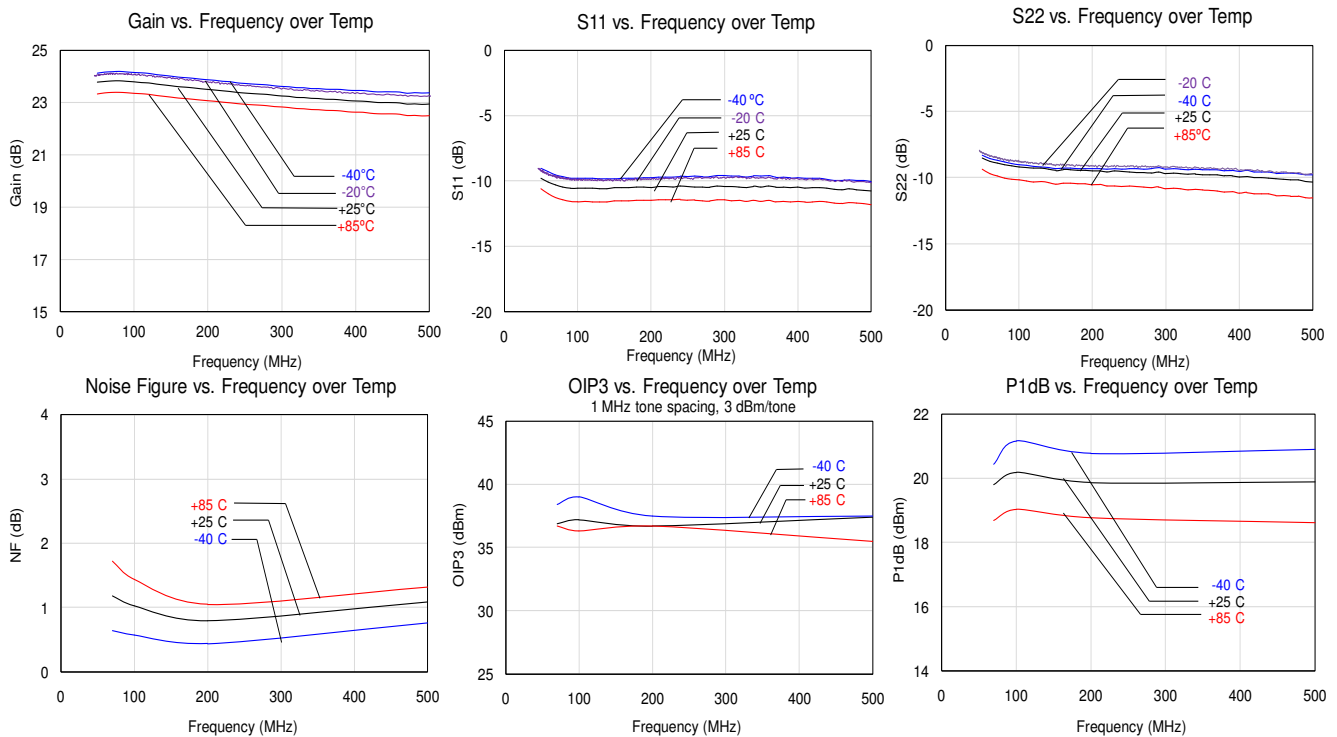 Gain vs. Frequency over Temp
25
23
21
19
17
15
Gain (dB)
-40°C
-20°C
+25°C
+85ºC
0 100 200 300 400 500
Frequency (MHz)
S11 vs. Frequency over Temp
0
-5
-10
-15
-20
S11 (dB)
-40 ºC
-20 C
+25 C
+85 C
0 100 200 300 400 500
Frequency (MHz)
S22 vs. Frequency over Temp
0
-5
-10
-15
-20
S22 (dB)
-20 C
-40 C
+25 C
+85ºC
0 100 200 300 400 500
Frequency (MHz)
Noise Figure vs. Frequency over Temp
4
3
2
1
0
NF (dB)
+85 C
+25 C
-40 C
0 100 200 300 400 500
Frequency (MHz)
OIP3 vs. Frequency over Temp
1 MHz tone spacing, 3 dBm/tone
45
40
35
30
25
OIP3 (dBm)
-40 C
+25 C
+85 C
0 100 200 300 400 500
Frequency (MHz)
P1dB vs. Frequency over Temp
22
20
18
16
14
P1dB (dBm)
-40 C
+25 C
+85 C
0 100 200 300 400 500
Frequency (MHz)